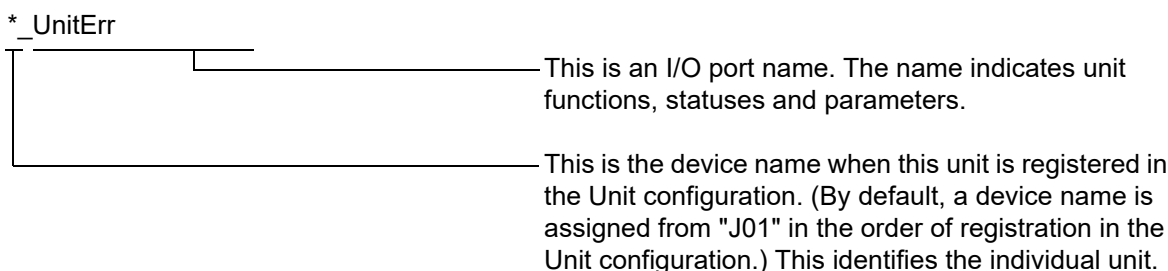 *_UnitErr
This is an I/O port name. The name indicates unit
functions, statuses and parameters.
This is the device name when this unit is registered in
the Unit configuration. (By default, a device name is
assigned from "J01" in the order of registration in the
Unit configuration.) This identifies the individual unit.